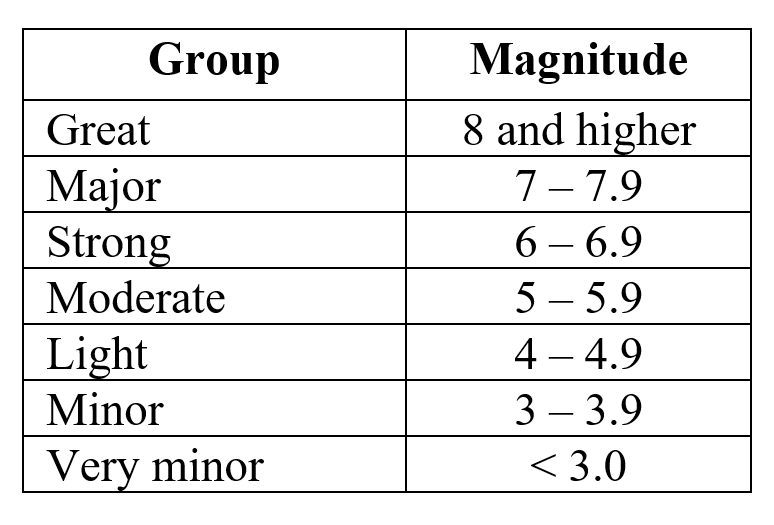 Group Magnitude
Great 8 and higher
Major 7 – 7.9
Strong 6 – 6.9
Moderate 5 – 5.9
Light 4 – 4.9
Minor 3 – 3.9
Very minor < 3.0